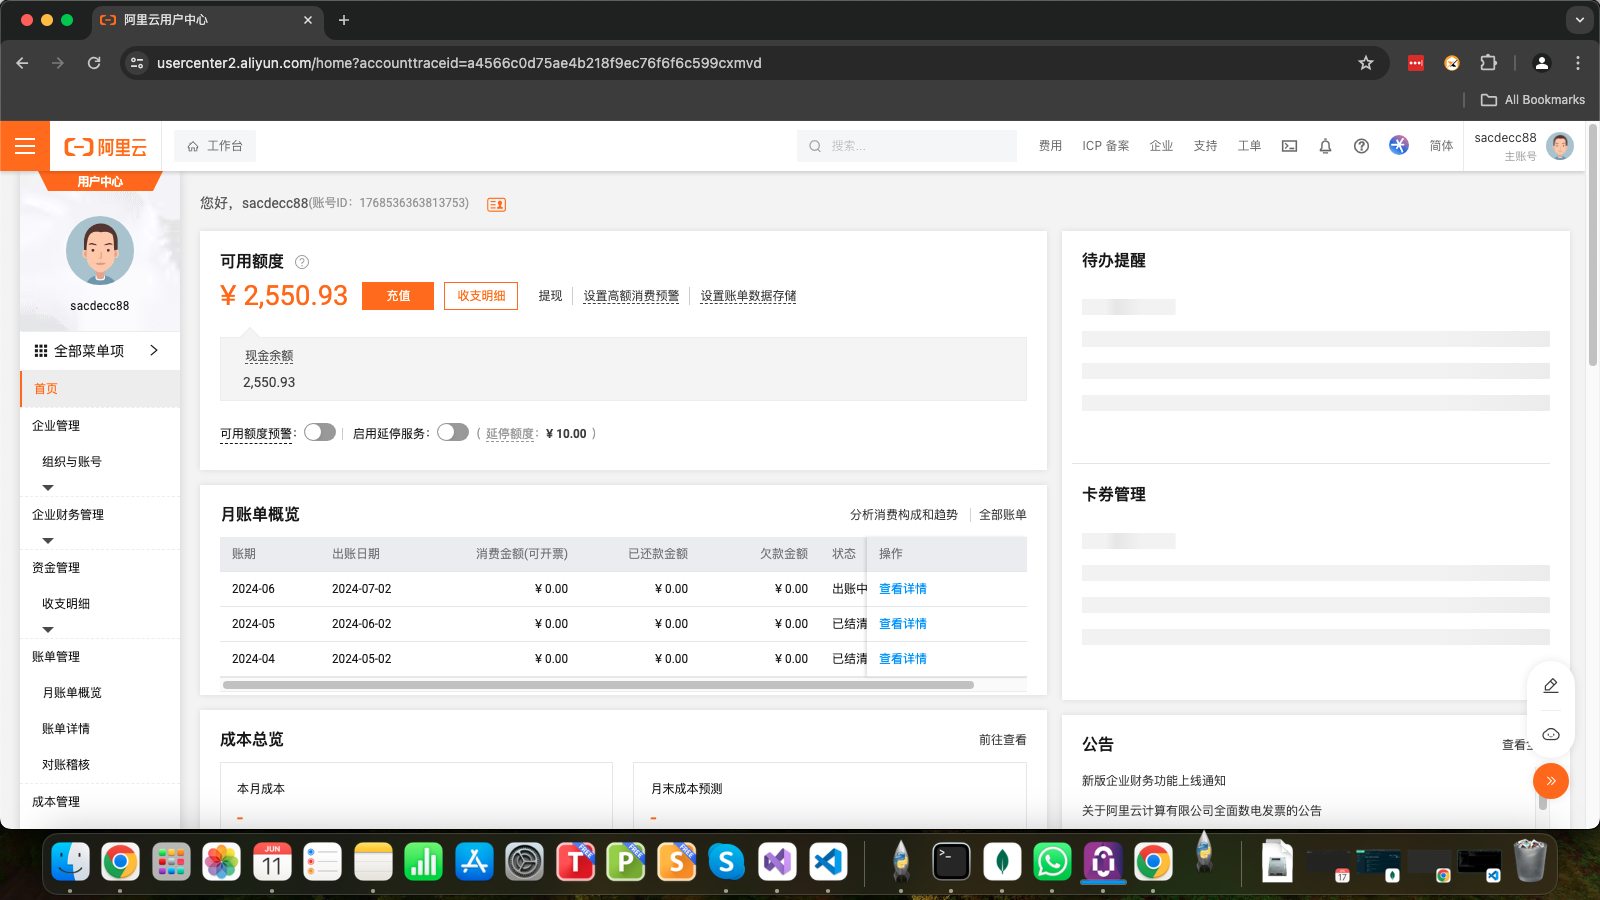 阿里云用户中心
usercenter2.aliyun.com/home?accounttraceid=a4566c0d75ae4b218f9ec76f6f6c599cxmvd
All Bookmarks
阿里云
工作台
搜索...
费用
ICP 备案
企业
支持
工单
简体
sacdecc88
主账号
用户中心
sacdecc88
全部菜单项
首页
企业管理
组织与账号
企业财务管理
资金管理
收支明细
账单管理
月账单概览
账单详情
对账稽核
成本管理
您好，sacdecc88(账号ID：1768536363813753)
可用额度
¥ 2,550.93
充值
收支明细
提现
设置高额消费预警
设置账单数据存储
现金余额
2,550.93
可用额度预警：
启用延停服务：
( 延停额度： ¥ 10.00 )
月账单概览
分析消费构成和趋势
全部账单
账期 出账日期 消费金额(可开票) 已还款金额 欠款金额 状态 操作
2024-06 2024-07-02 ¥ 0.00 ¥ 0.00 ¥ 0.00 出账中 查看详情
2024-05 2024-06-02 ¥ 0.00 ¥ 0.00 ¥ 0.00 已结清 查看详情
2024-04 2024-05-02 ¥ 0.00 ¥ 0.00 ¥ 0.00 已结清 查看详情
成本总览
前往查看
本月成本
-
月末成本预测
-
待办提醒
卡券管理
公告
查看
新版企业财务功能上线通知
关于阿里云计算有限公司全面数电发票的公告
JUN
11
T
FREE
P
FREE
S
FREE
S
17